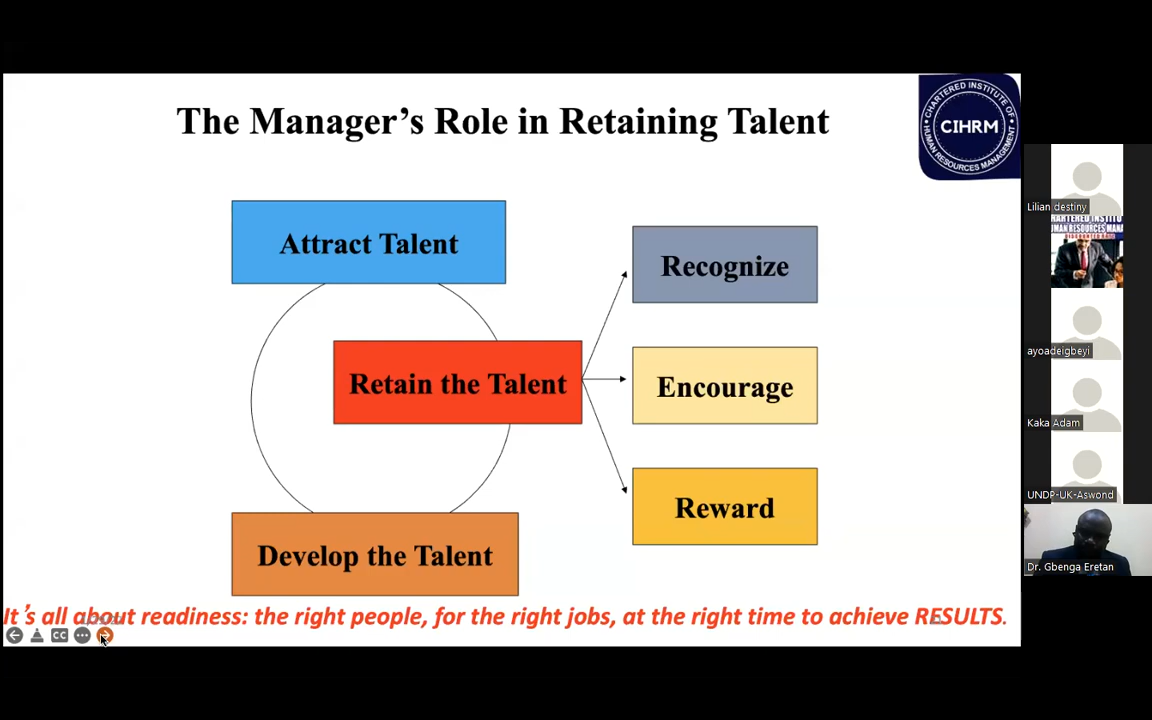 The Manager’s Role in Retaining Talent
CHARTERED INSTITUTE OF
CIHRM
HUMAN RESOURCES MANAGEMENT
Attract Talent
Recognize
Retain the Talent
Encourage
Reward
Develop the Talent
It’s all about readiness: the right people, for the right jobs, at the right time to achieve RESULTS.
CC
Lilian destiny
ayoadeigbeyi
Kaka Adam
UNDP-UK-Aswond
Dr. Gbenga Eretan